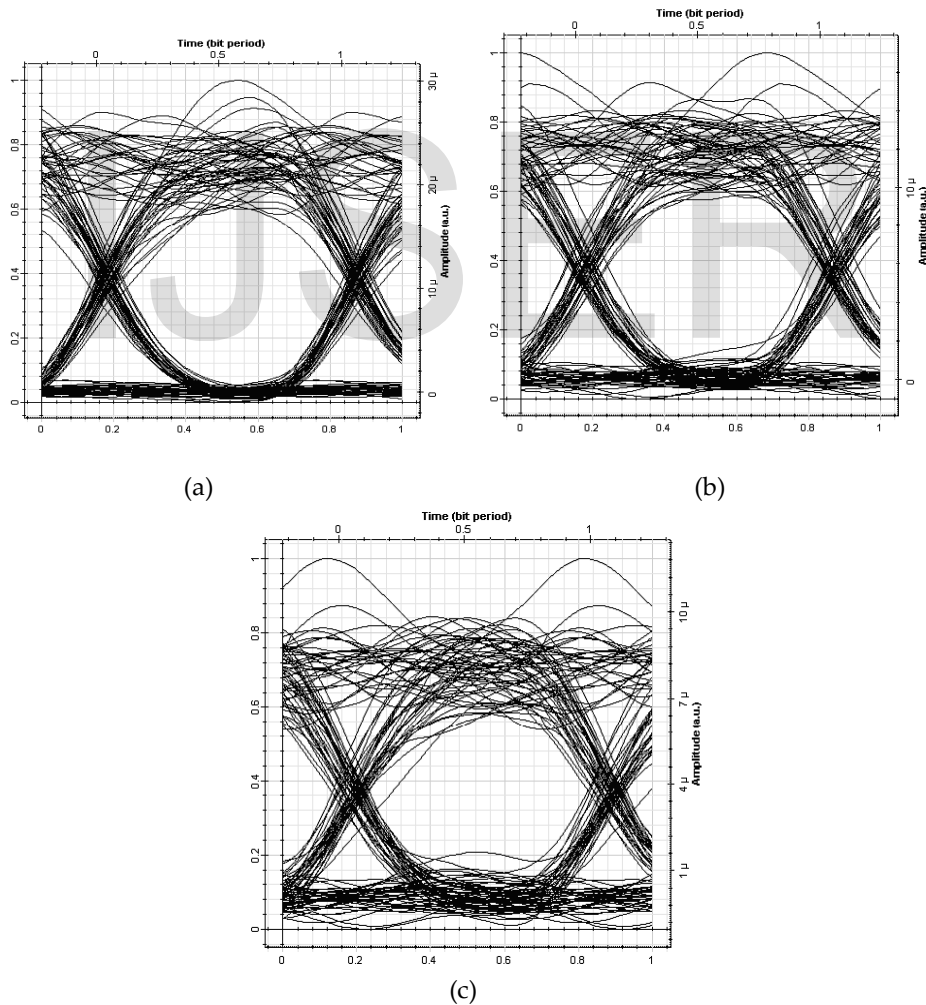 Time (bit period)
0 0.5 1
1
0.8
0.6
0.4
0.2
0
30 µ
20 µ
10 µ
0
Amplitude (a.u.)
0 0.2 0.4 0.6 0.8 1
(a)
Time (bit period)
0 0.5 1
1
0.8
0.6
0.4
0.2
0
10 µ
0
Amplitude (a.u.)
0 0.2 0.4 0.6 0.8 1
(b)
IJSER
Time (bit period)
0 0.5 1
1
0.8
0.6
0.4
0.2
0
10 µ
7 µ
4 µ
1 µ
Amplitude (a.u.)
0 0.2 0.4 0.6 0.8 1
(c)